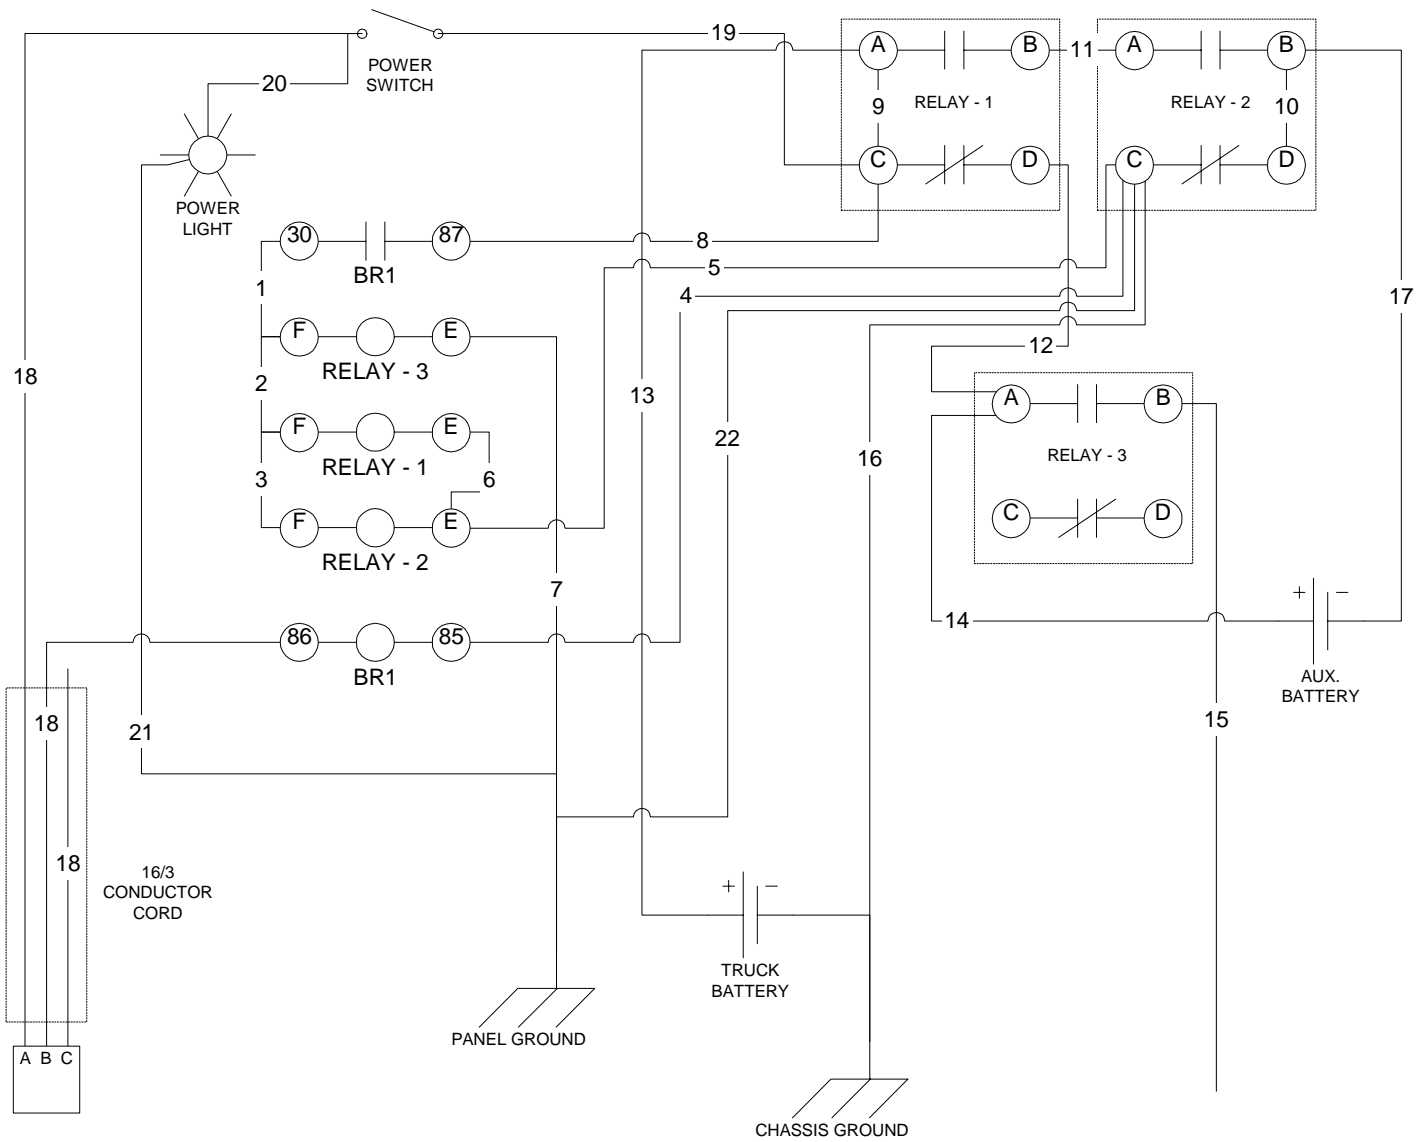 19
A
B
11
A
B
POWER
SWITCH
20
9
RELAY - 1
RELAY - 2
10
C
D
C
D
POWER
LIGHT
30
87
8
BR1
5
1
4
17
F
E
12
RELAY - 3
18
2
13
A
B
F
E
22
RELAY - 1
16
RELAY - 3
3
6
F
E
C
D
RELAY - 2
7
+
−
14
86
85
BR1
AUX.
BATTERY
18
21
15
18
16/3
CONDUCTOR
CORD
+
−
TRUCK
BATTERY
PANEL GROUND
A B C
CHASSIS GROUND